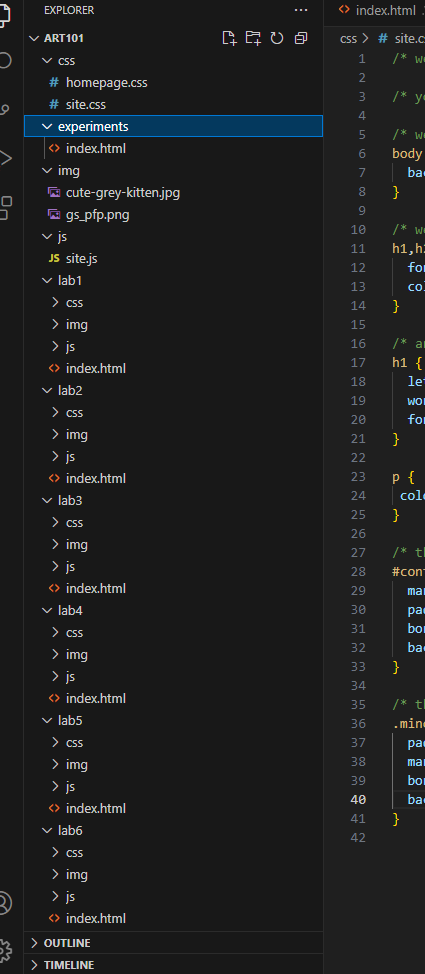 EXPLORER
ART101
css
# homepage.css
# site.css
experiments
<> index.html
img
cute-grey-kitten.jpg
gs_pfp.png
js
JS site.js
lab1
css
img
js
<> index.html
lab2
css
img
js
<> index.html
lab3
css
img
js
<> index.html
lab4
css
img
js
<> index.html
lab5
css
img
js
<> index.html
lab6
css
img
js
<> index.html
OUTLINE
TIMELINE
<> index.html
css > # site.c
1 /* w
2
3 /* y
4
5 /* w
6 body
7 ba
8 }
9
10 /* w
11 h1,h
12 fo
13 co
14 }
15
16 /* a
17 h1 {
18 le
19 wo
20 fo
21 }
22
23 p {
24 col
25 }
26
27 /* t
28 #con
29 ma
30 pa
31 bo
32 ba
33 }
34
35 /* t
36 .min
37 pa
38 ma
39 bo
40 ba
41 }
42